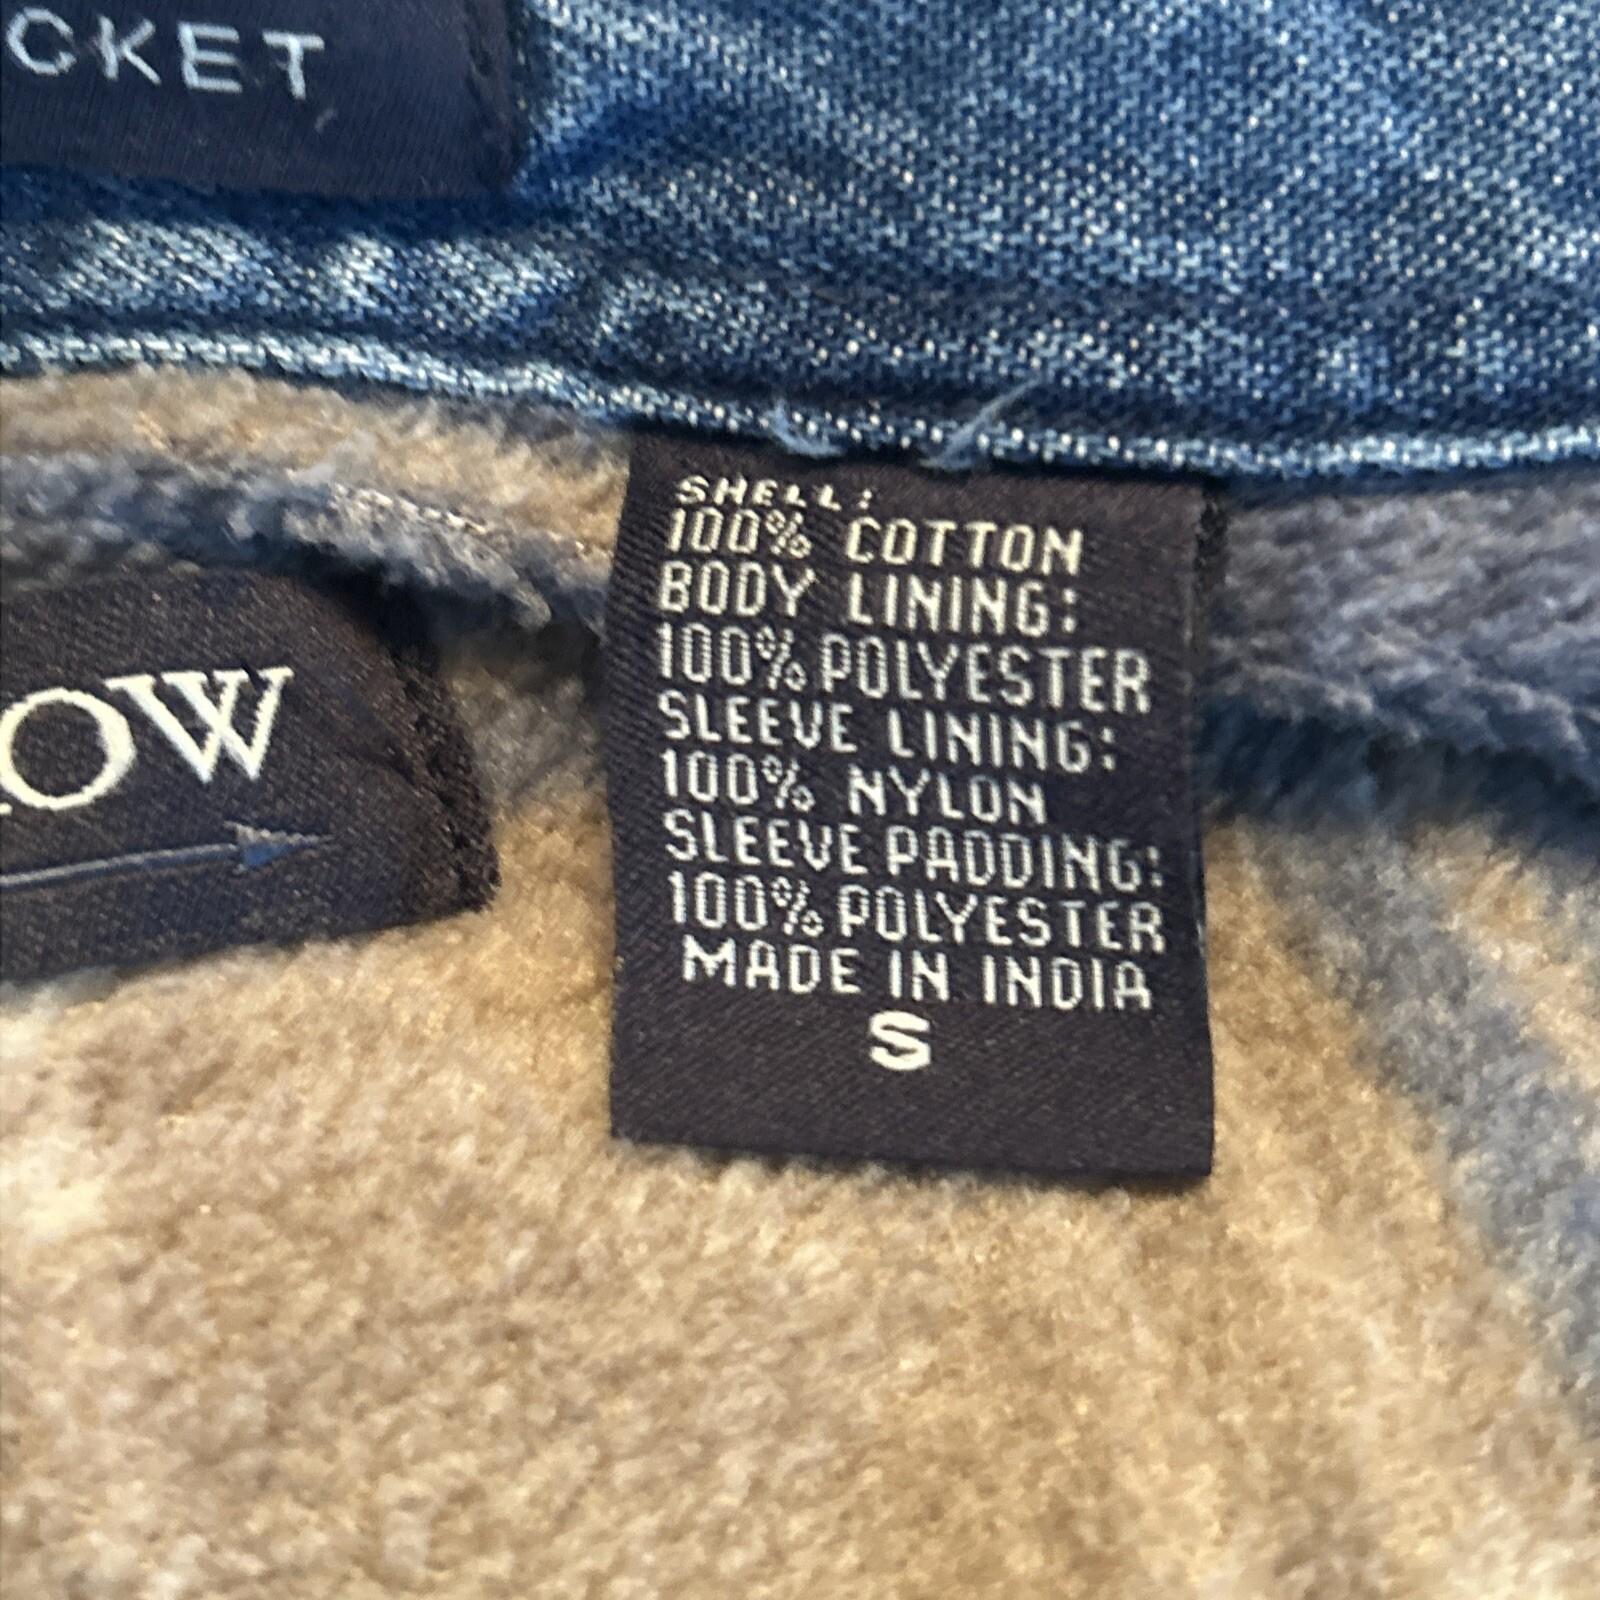 CKET
OW
SHELL:
100% COTTON
BODY LINING:
100% POLYESTER
SLEEVE LINING:
100% NYLON
SLEEVE PADDING:
100% POLYESTER
MADE IN INDIA
S